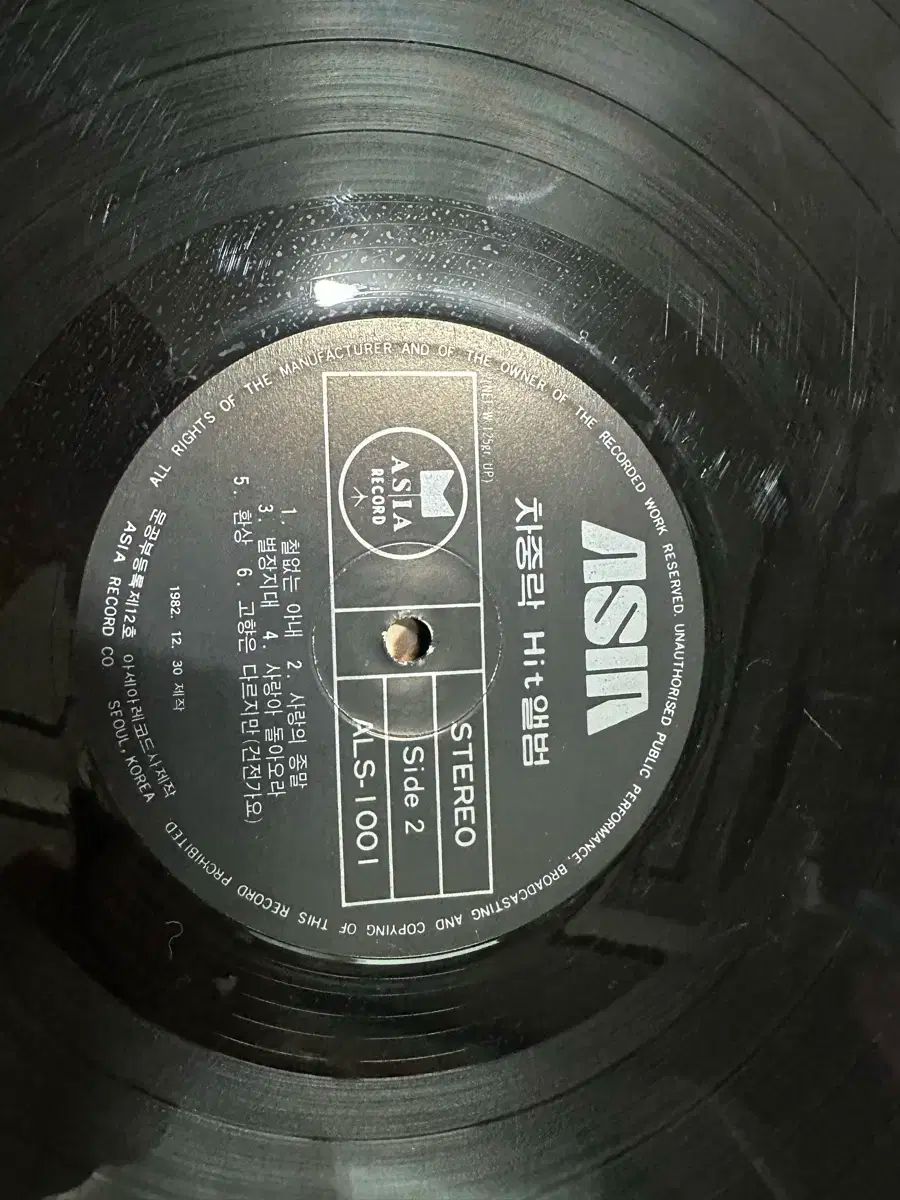 ASIA
차중락 Hit앨범
(NET W 125gr. UP)
ASIA
RECORD
STEREO
Side 2
ALS-1001
1. 철없는 아내 2. 사랑의 종말
3. 별장지대 4. 사랑아 돌아오라
5. 환상 6. 고향은 다르지만(건전가요)
1982. 12. 30 제작
문공부등록제12호 아세아레코드사제작
ASIA RECORD CO SEOUL, KOREA
ALL RIGHTS OF THE MANUFACTURER AND OF THE OWNER OF THE RECORDED WORK RESERVED. UNAUTHORISED PUBLIC PERFORMANCE, BROADCASTING AND COPYING OF THIS RECORD PROHIBITED